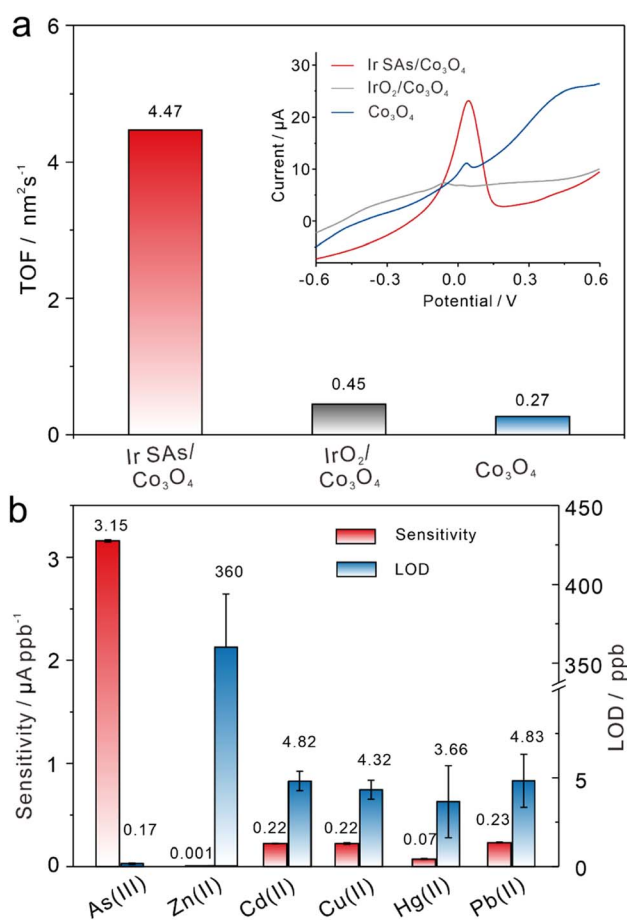 a
6
4
2
0
TOF / nm²s⁻¹
4.47
0.45
0.27
Ir SAs/
Co₃O₄
IrO₂/
Co₃O₄
Co₃O₄
Ir SAs/Co₃O₄
IrO₂/Co₃O₄
Co₃O₄
30
20
10
0
Current / µA
-0.6
-0.3
0.0
0.3
0.6
Potential / V
b
3
2
1
0
Sensitivity / µA ppb⁻¹
Sensitivity
LOD
3.15
0.17
0.001
360
0.22
4.82
0.22
4.32
0.07
3.66
0.23
4.83
450
400
350
5
0
LOD / ppb
As(III)
Zn(II)
Cd(II)
Cu(II)
Hg(II)
Pb(II)